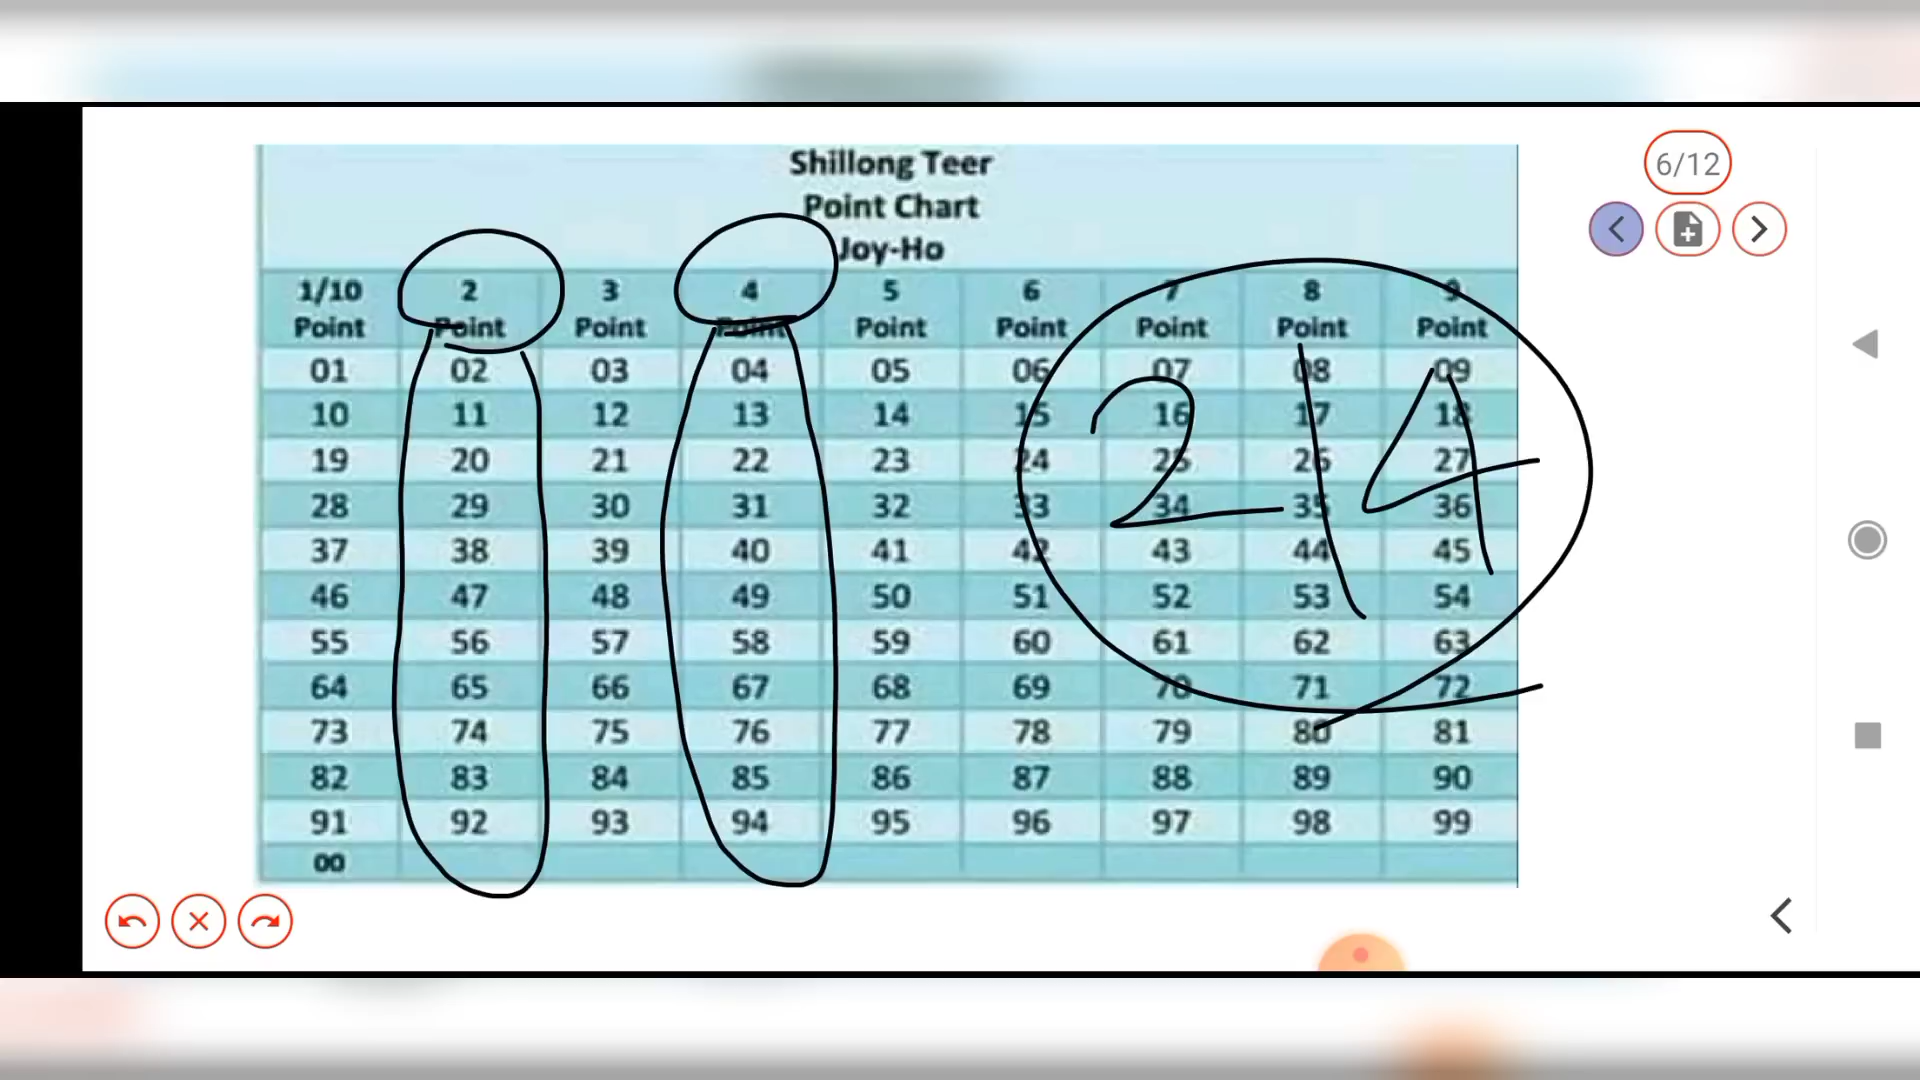 Shillong Teer
Point Chart
Joy-Ho
6/12
1/10 2 3 4 5 6 7 8 9
Point Point Point Point Point Point Point Point Point
01 02 03 04 05 06 07 08 09
10 11 12 13 14 15 16 17 18
19 20 21 22 23 24 25 26 27
28 29 30 31 32 33 34 35 36
37 38 39 40 41 42 43 44 45
46 47 48 49 50 51 52 53 54
55 56 57 58 59 60 61 62 63
64 65 66 67 68 69 70 71 72
73 74 75 76 77 78 79 80 81
82 83 84 85 86 87 88 89 90
91 92 93 94 95 96 97 98 99
00
2/4